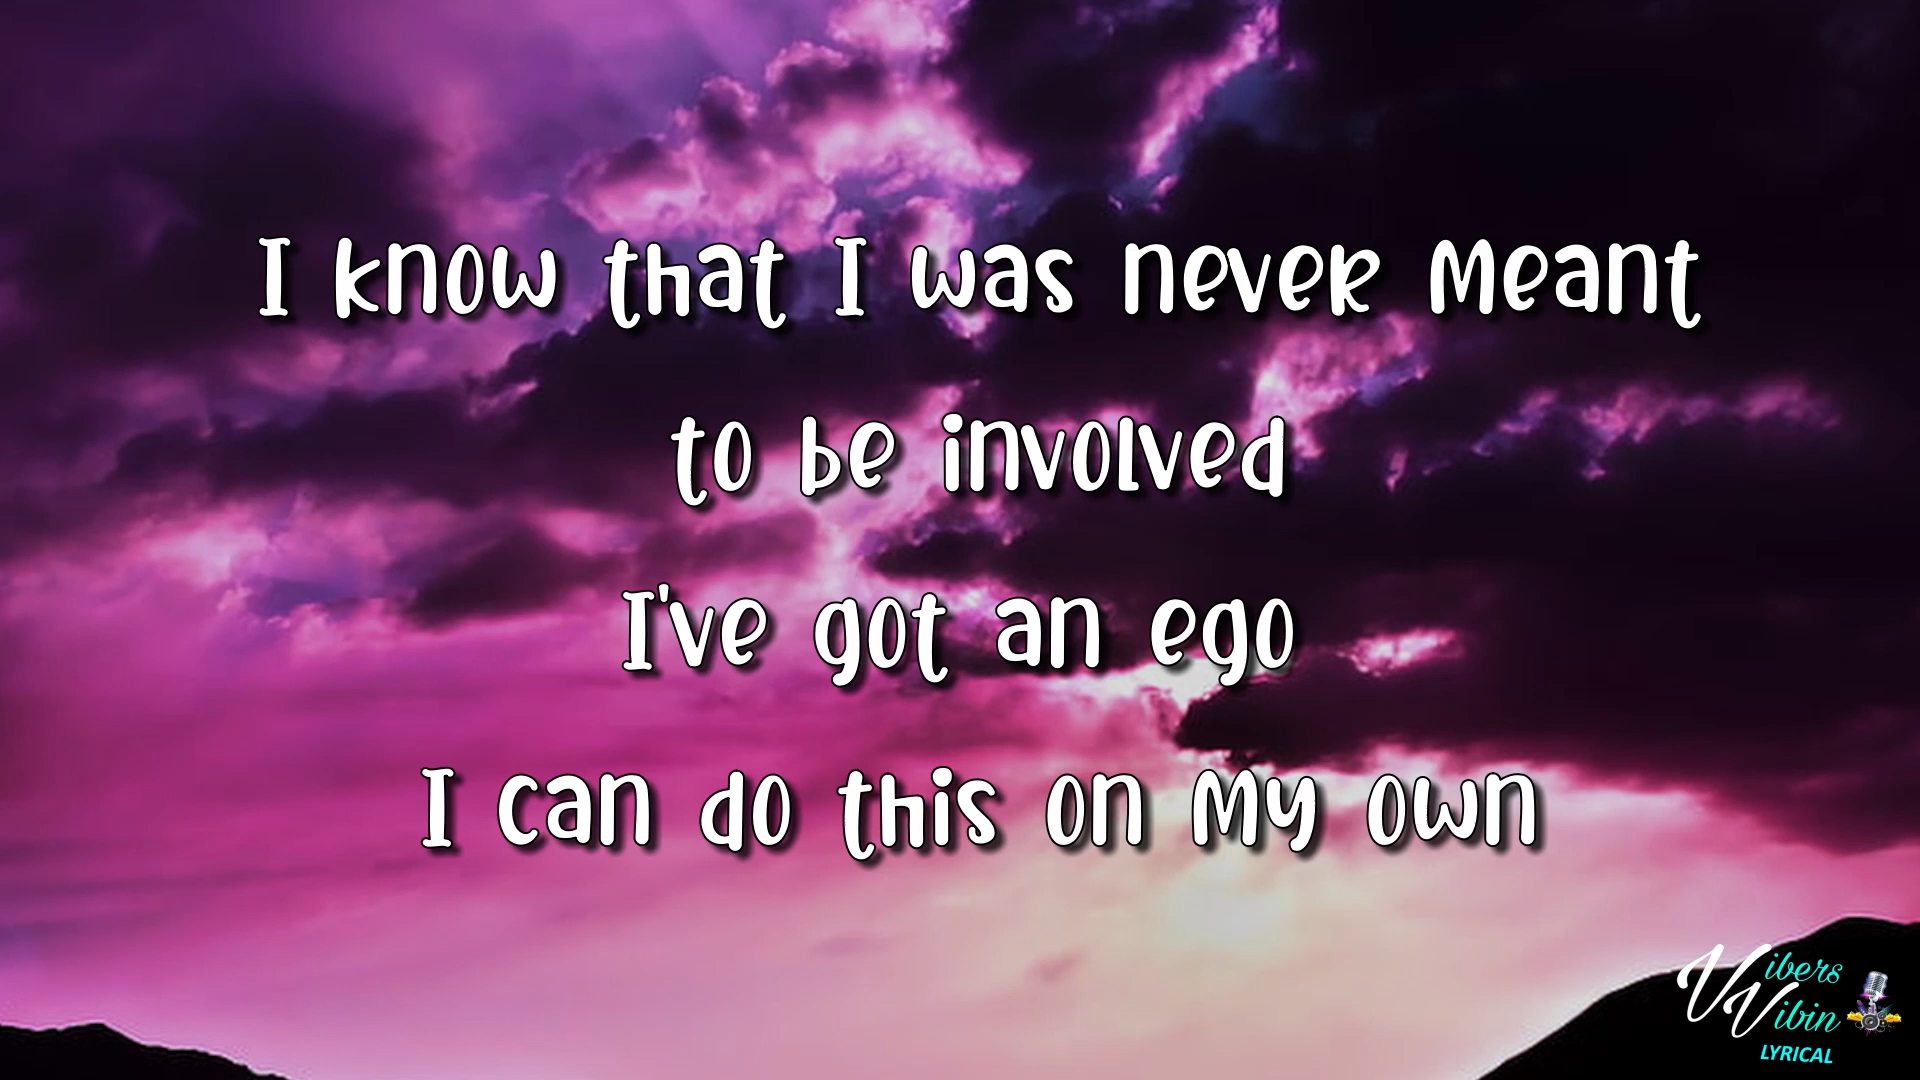 I know that I was never meant
to be involved
I've got an ego
I can do this on my own
Vibers
Vibin
LYRICAL